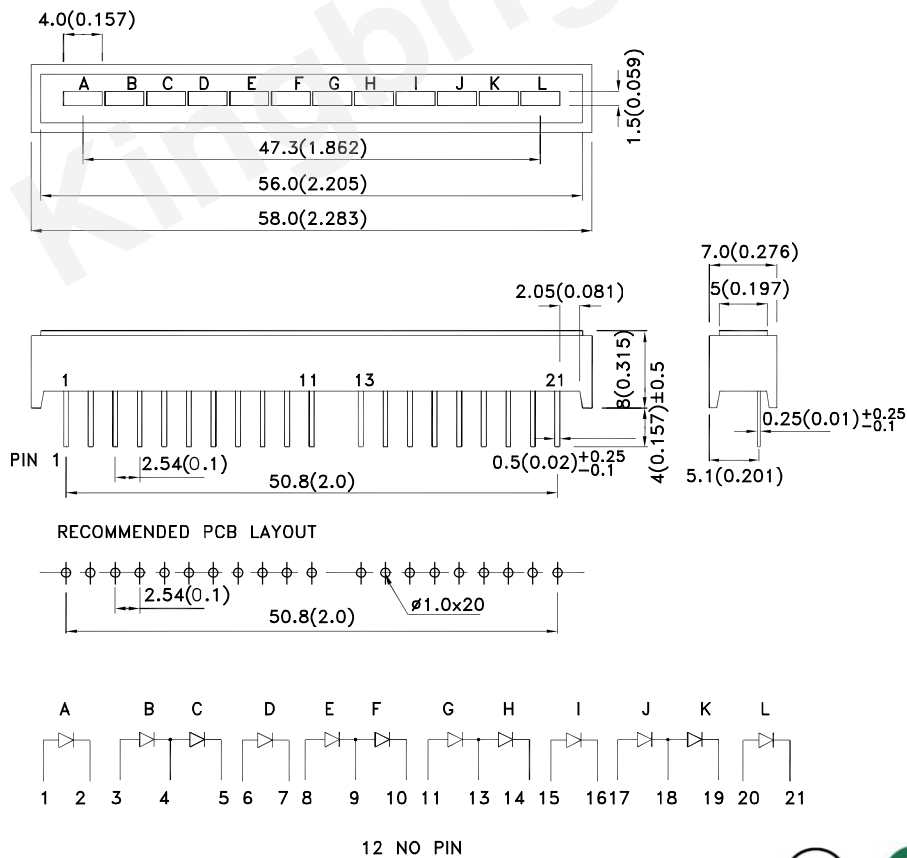 4.0(0.157)
A B C D E F G H I J K L
1.5(0.059)
47.3(1.862)
56.0(2.205)
58.0(2.283)
7.0(0.276)
2.05(0.081)
5(0.197)
8(0.315)
1 11 13 21
4(0.157)±0.5
0.25(0.01)+0.25 −0.1
PIN 1
2.54(0.1)
0.5(0.02)+0.25 −0.1
5.1(0.201)
50.8(2.0)
RECOMMENDED PCB LAYOUT
2.54(0.1)
ø1.0x20
50.8(2.0)
A B C D E F G H I J K L
1 2 3 4 5 6 7 8 9 10 11 13 14 15 16 17 18 19 20 21
12 NO PIN
Kingbrig